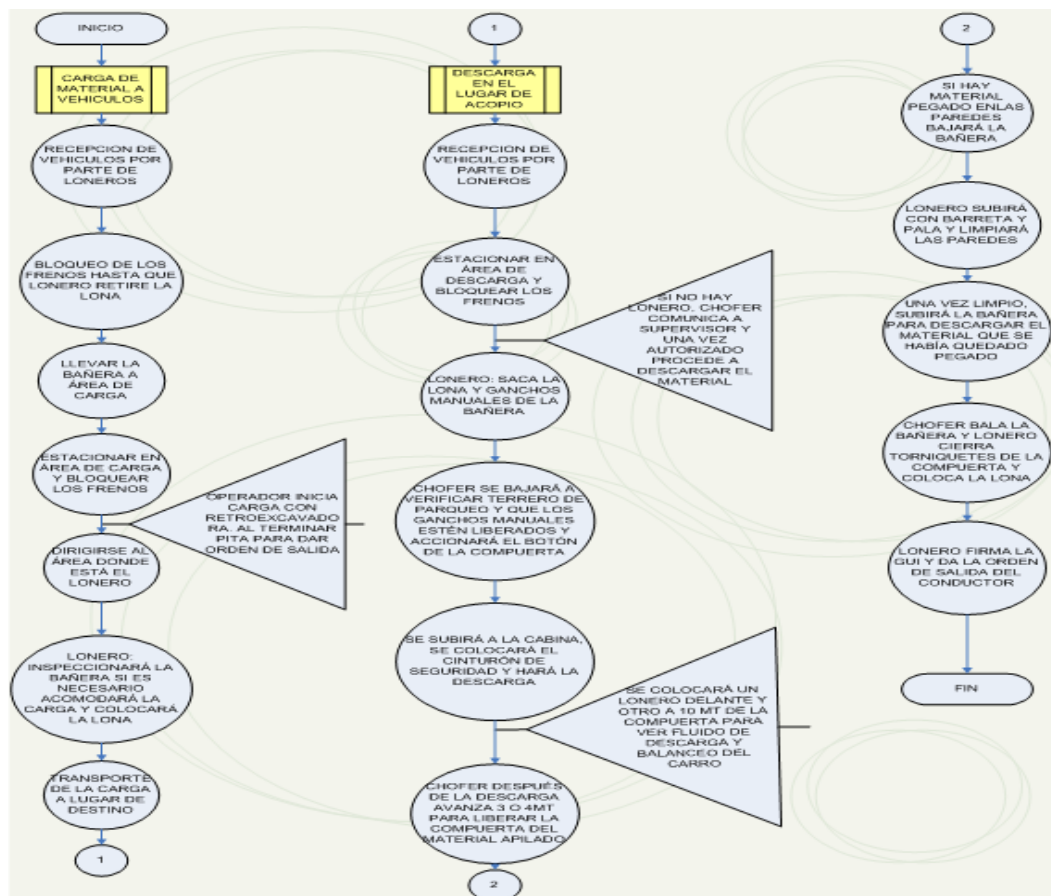 INICIO
CARGA DE
MATERIAL A
VEHICULOS
RECEPCION DE
VEHICULOS POR
PARTE DE
LONEROS
BLOQUEO DE LOS
FRENOS HASTA QUE
LONERO RETIRE LA
LONA
LLEVAR LA
BAÑERA A
ÁREA DE
CARGA
ESTACIONAR EN
ÁREA DE CARGA
Y BLOQUEAR
LOS FRENOS
OPERADOR INICIA
CARGA CON
RETROEXCAVADO
RA. AL TERMINAR
PITA PARA DAR
ORDEN DE SALIDA
DIRIGIRSE AL
ÁREA DONDE
ESTÁ EL
LONERO
LONERO:
INSPECCIONARÁ LA
BAÑERA SI ES
NECESARIO
ACOMODARÁ LA
CARGA Y COLOCARÁ
LA LONA
TRANSPORTE
DE LA CARGA
A LUGAR DE
DESTINO
1
1
DESCARGA
EN EL
LUGAR DE
ACOPIO
RECEPCION DE
VEHICULOS POR
PARTE DE
LONEROS
ESTACIONAR EN
ÁREA DE
DESCARGA Y
BLOQUEAR LOS
FRENOS
SI NO HAY
LONERO, CHOFER
COMUNICA A
SUPERVISOR Y
UNA VEZ
AUTORIZADO
PROCEDE A
DESCARGAR EL
MATERIAL
LONERO: SACA LA
LONA Y GANCHOS
MANUALES DE LA
BAÑERA
CHOFER SE BAJARÁ A
VERIFICAR TERRERO DE
PARQUEO Y QUE LOS
GANCHOS MANUALES
ESTÉN LIBERADOS Y
ACCIONARÁ EL BOTÓN
DE LA COMPUERTA
SE SUBIRÁ A LA CABINA,
SE COLOCARÁ EL
CINTURÓN DE
SEGURIDAD Y HARÁ LA
DESCARGA
SE COLOCARÁ UN
LONERO DELANTE Y
OTRO A 10 MT DE LA
COMPUERTA PARA
VER FLUIDO DE
DESCARGA Y
BALANCEO DEL
CARRO
CHOFER DESPUÉS
DE LA DESCARGA
AVANZA 3 O 4MT
PARA LIBERAR LA
COMPUERTA DEL
MATERIAL APILADO
2
2
SI HAY
MATERIAL
PEGADO ENLAS
PAREDES
BAJARÁ LA
BAÑERA
LONERO SUBIRÁ
CON BARRETA Y
PALA Y LIMPIARÁ
LAS PAREDES
UNA VEZ LIMPIO,
SUBIRÁ LA BAÑERA
PARA DESCARGAR EL
MATERIAL QUE SE
HABÍA QUEDADO
PEGADO
CHOFER BALA LA
BAÑERA Y LONERO
CIERRA
TORNIQUETES DE
LA COMPUERTA Y
COLOCA LA LONA
LONERO FIRMA LA
GUI Y DA LA ORDEN
DE SALIDA DEL
CONDUCTOR
FIN